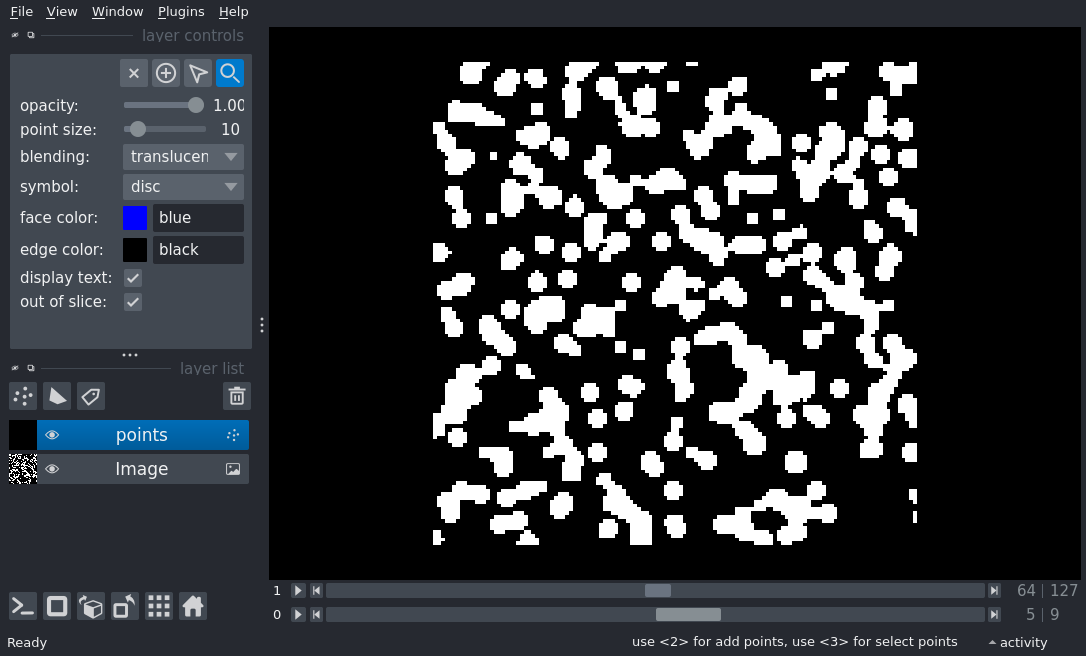 File View Window Plugins Help
layer controls
opacity: 1.00
point size: 10
blending: translucen
symbol: disc
face color: blue
edge color: black
display text:
out of slice:
layer list
points
Image
1 64 | 127
0 5 | 9
Ready use <2> for add points, use <3> for select points activity